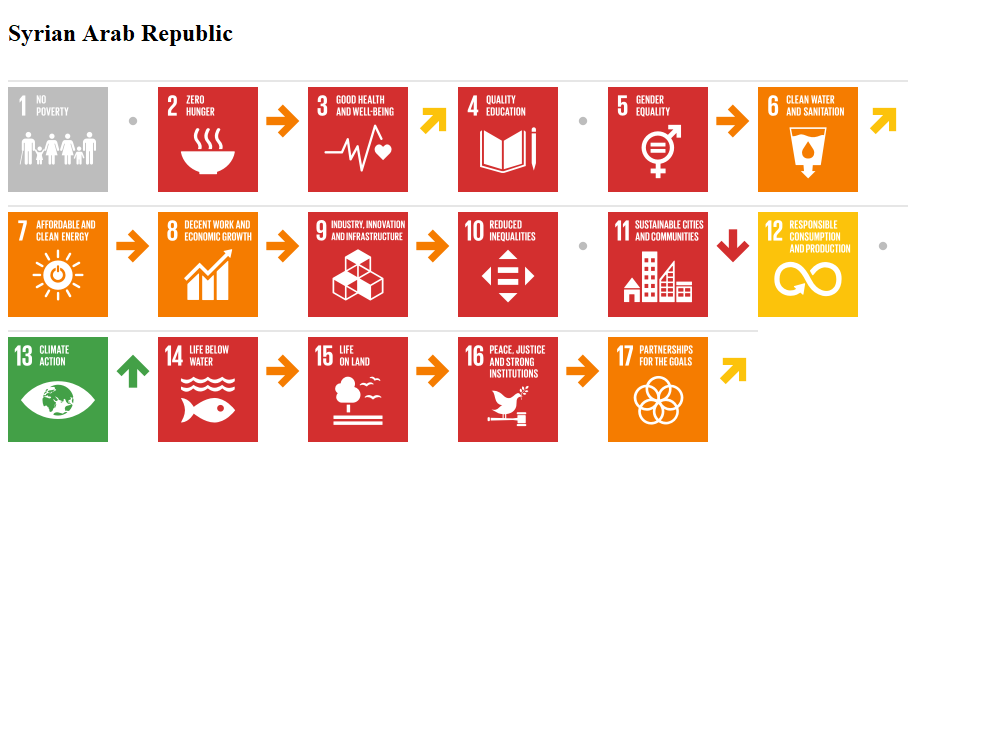 Syrian Arab Republic
1 NO
POVERTY
2 ZERO
HUNGER
3 GOOD HEALTH
AND WELL-BEING
4 QUALITY
EDUCATION
5 GENDER
EQUALITY
6 CLEAN WATER
AND SANITATION
7 AFFORDABLE AND
CLEAN ENERGY
8 DECENT WORK AND
ECONOMIC GROWTH
9 INDUSTRY, INNOVATION
AND INFRASTRUCTURE
10 REDUCED
INEQUALITIES
11 SUSTAINABLE CITIES
AND COMMUNITIES
12 RESPONSIBLE
CONSUMPTION
AND PRODUCTION
13 CLIMATE
ACTION
14 LIFE BELOW
WATER
15 LIFE
ON LAND
16 PEACE, JUSTICE
AND STRONG
INSTITUTIONS
17 PARTNERSHIPS
FOR THE GOALS